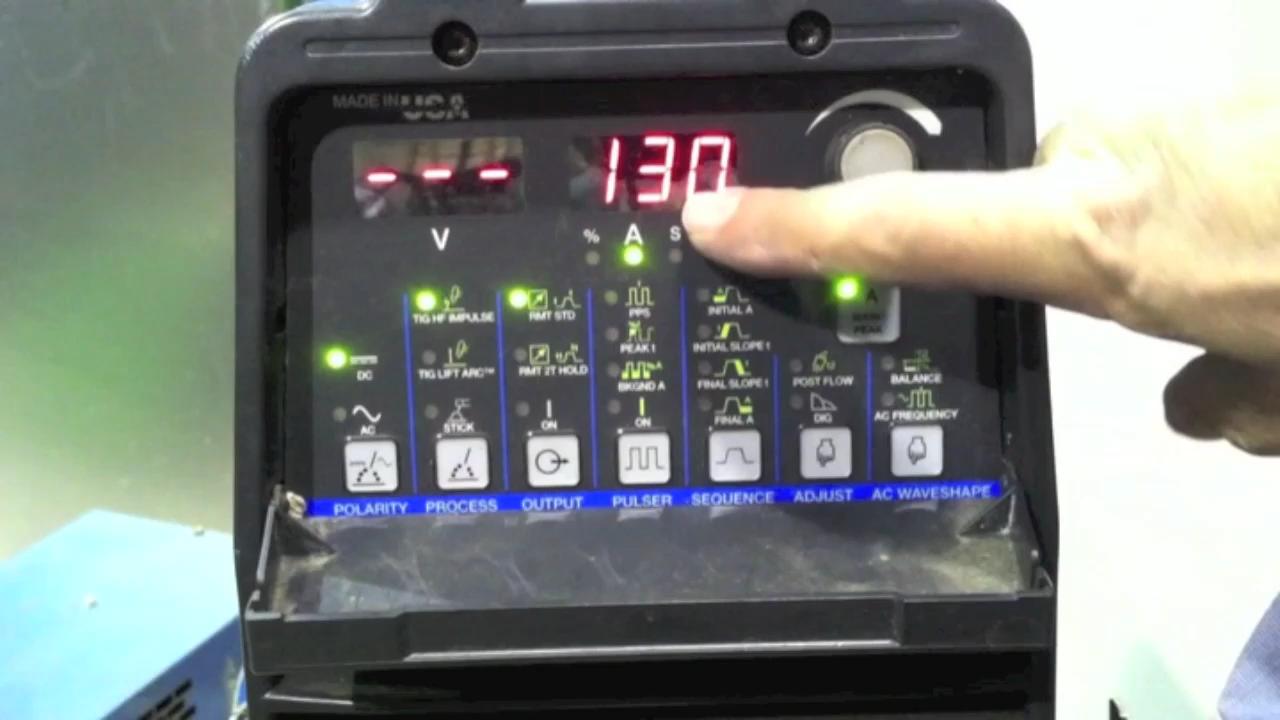 MADE IN USA
--- 130
V % A S
TIG HF IMPULSE RMT STD PPS INITIAL A A
PEAK t INITIAL SLOPE t
DC TIG LIFT ARC™ RMT 2T HOLD BKGND A FINAL SLOPE t POST FLOW BALANCE
AC STICK ON ON FINAL A DIG AC FREQUENCY
POLARITY PROCESS OUTPUT PULSER SEQUENCE ADJUST AC WAVESHAPE